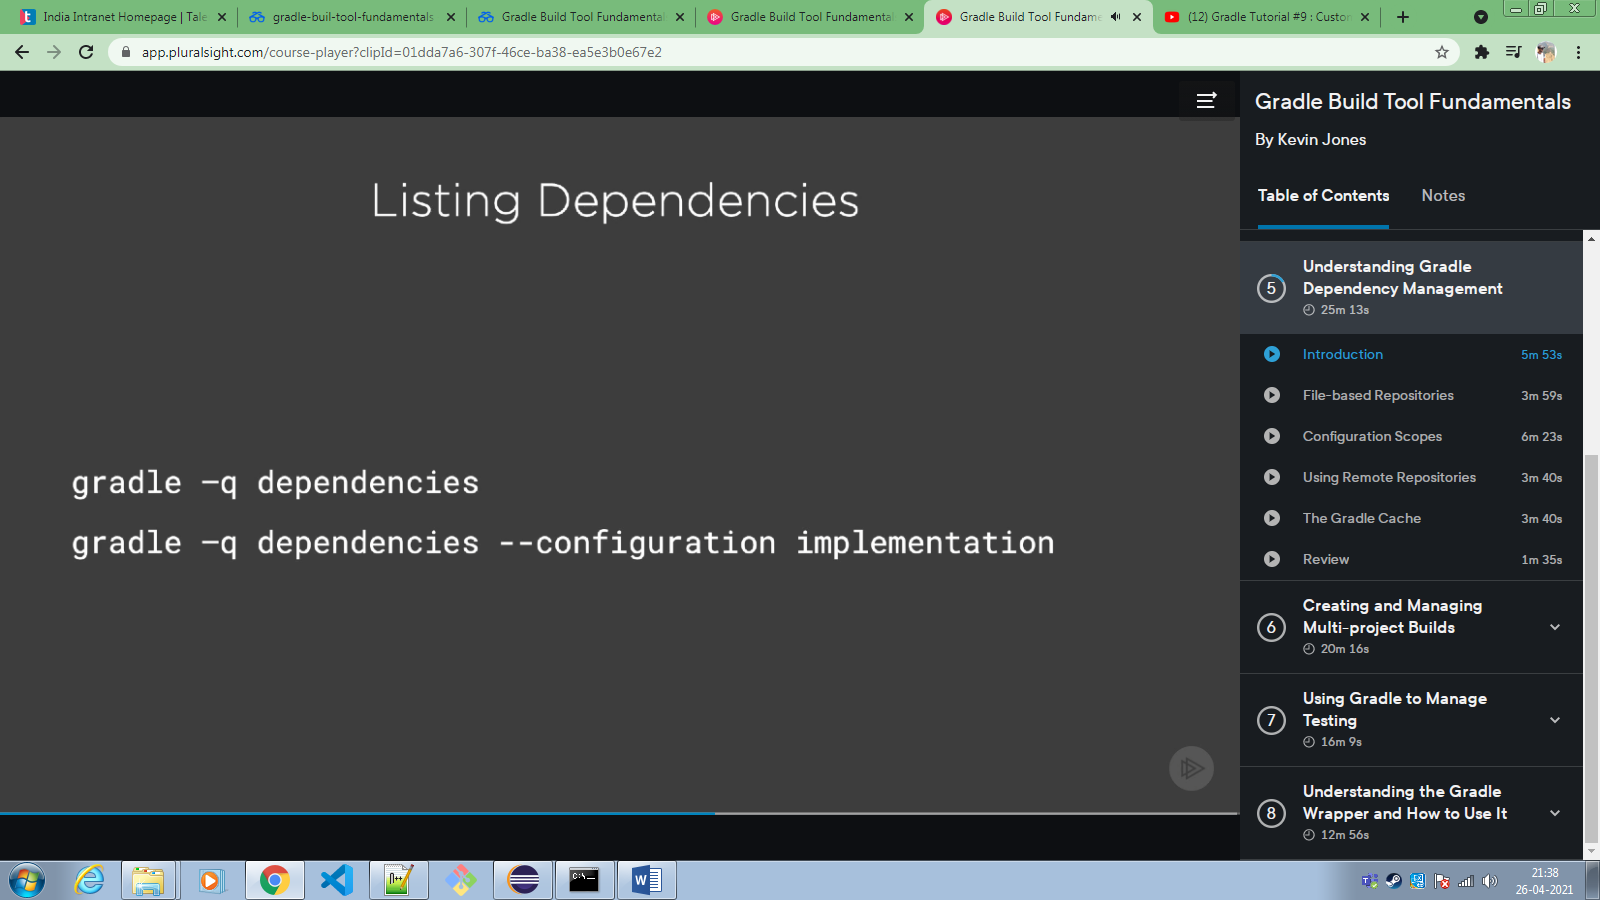 India Intranet Homepage | Tale
gradle-buil-tool-fundamentals
Gradle Build Tool Fundamental
Gradle Build Tool Fundamental
Gradle Build Tool Fundame
(12) Gradle Tutorial #9 : Custon
app.pluralsight.com/course-player?clipId=01dda7a6-307f-46ce-ba38-ea5e3b0e67e2
Listing Dependencies
gradle –q dependencies
gradle –q dependencies --configuration implementation
Gradle Build Tool Fundamentals
By Kevin Jones
Table of Contents
Notes
5
Understanding Gradle
Dependency Management
25m 13s
Introduction 5m 53s
File-based Repositories 3m 59s
Configuration Scopes 6m 23s
Using Remote Repositories 3m 40s
The Gradle Cache 3m 40s
Review 1m 35s
6
Creating and Managing
Multi-project Builds
20m 16s
7
Using Gradle to Manage
Testing
16m 9s
8
Understanding the Gradle
Wrapper and How to Use It
12m 56s
21:38
26-04-2021